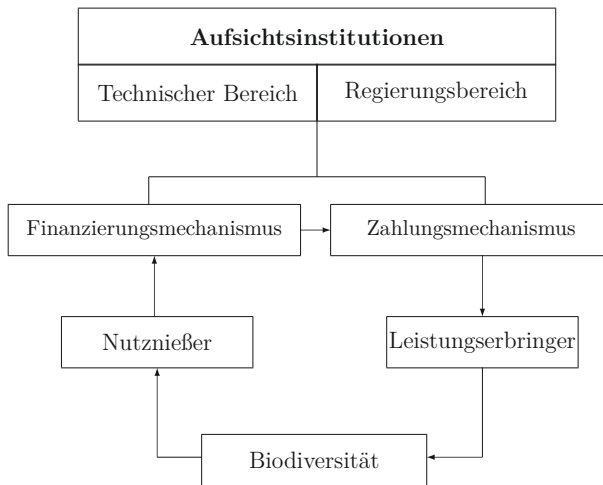 Aufsichtsinstitutionen
Technischer Bereich
Regierungsbereich
Finanzierungsmechanismus
Zahlungsmechanismus
Nutznießer
Leistungserbringer
Biodiversität